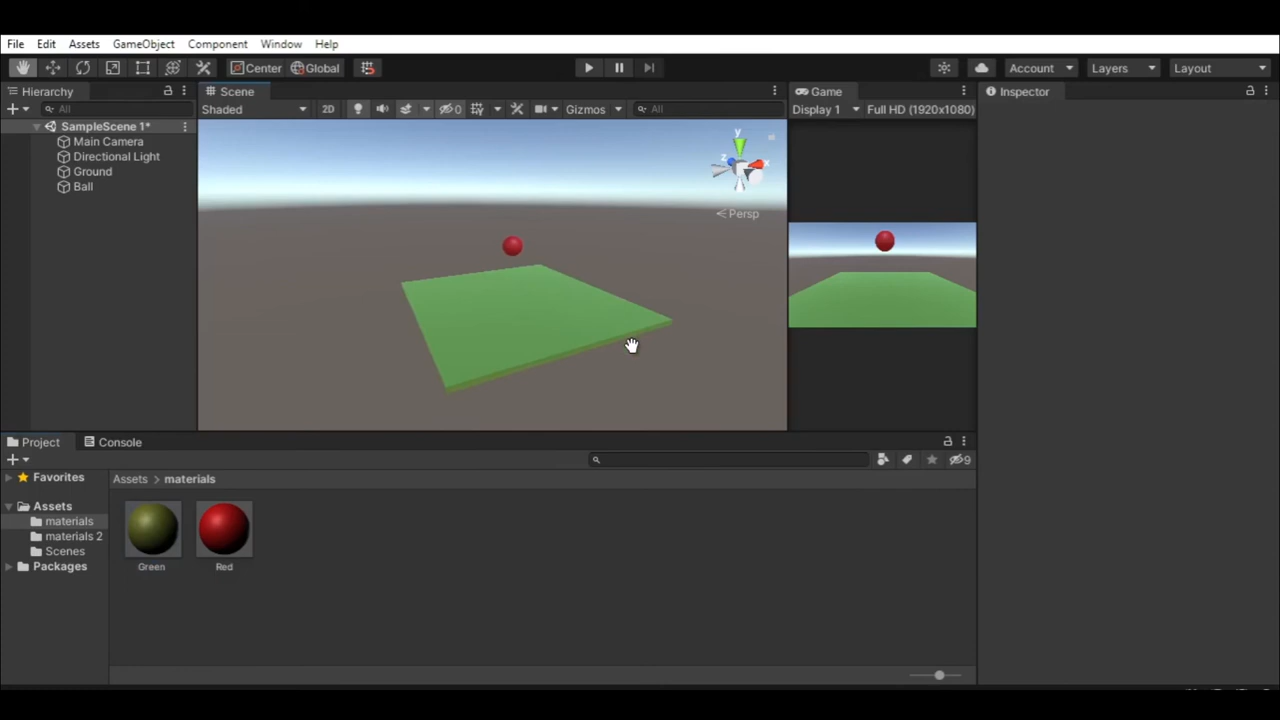 File Edit Assets GameObject Component Window Help
Center Global Account Layers Layout
Hierarchy Scene Game Inspector
All Shaded 2D 0 Gizmos All Display 1 Full HD (1920x1080)
SampleScene 1*
Main Camera
Directional Light
Ground
Ball
y
z x
Persp
Project Console
9
Favorites Assets > materials
Assets
materials
materials 2
Scenes
Packages
Green Red